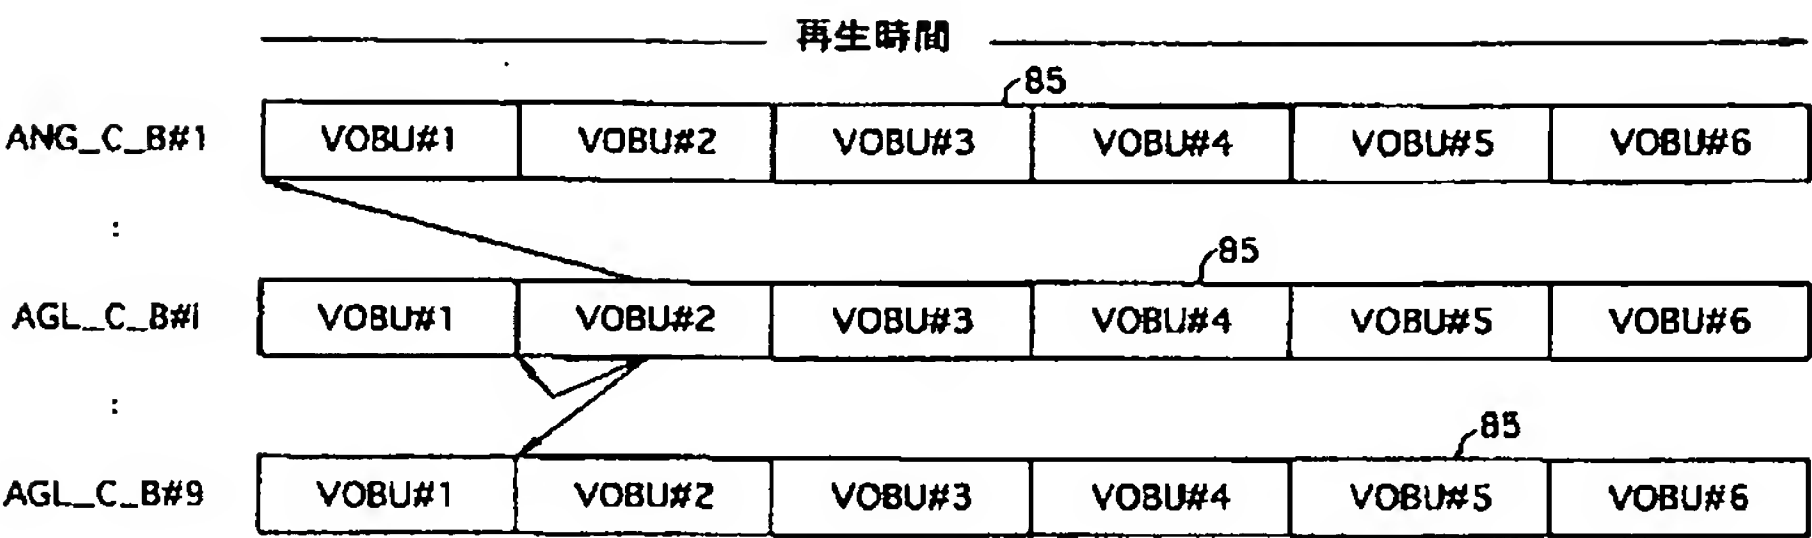 再生時間
85
ANG_C_B#1 VOBU#1 VOBU#2 VOBU#3 VOBU#4 VOBU#5 VOBU#6
:
85
AGL_C_B#i VOBU#1 VOBU#2 VOBU#3 VOBU#4 VOBU#5 VOBU#6
:
85
AGL_C_B#9 VOBU#1 VOBU#2 VOBU#3 VOBU#4 VOBU#5 VOBU#6